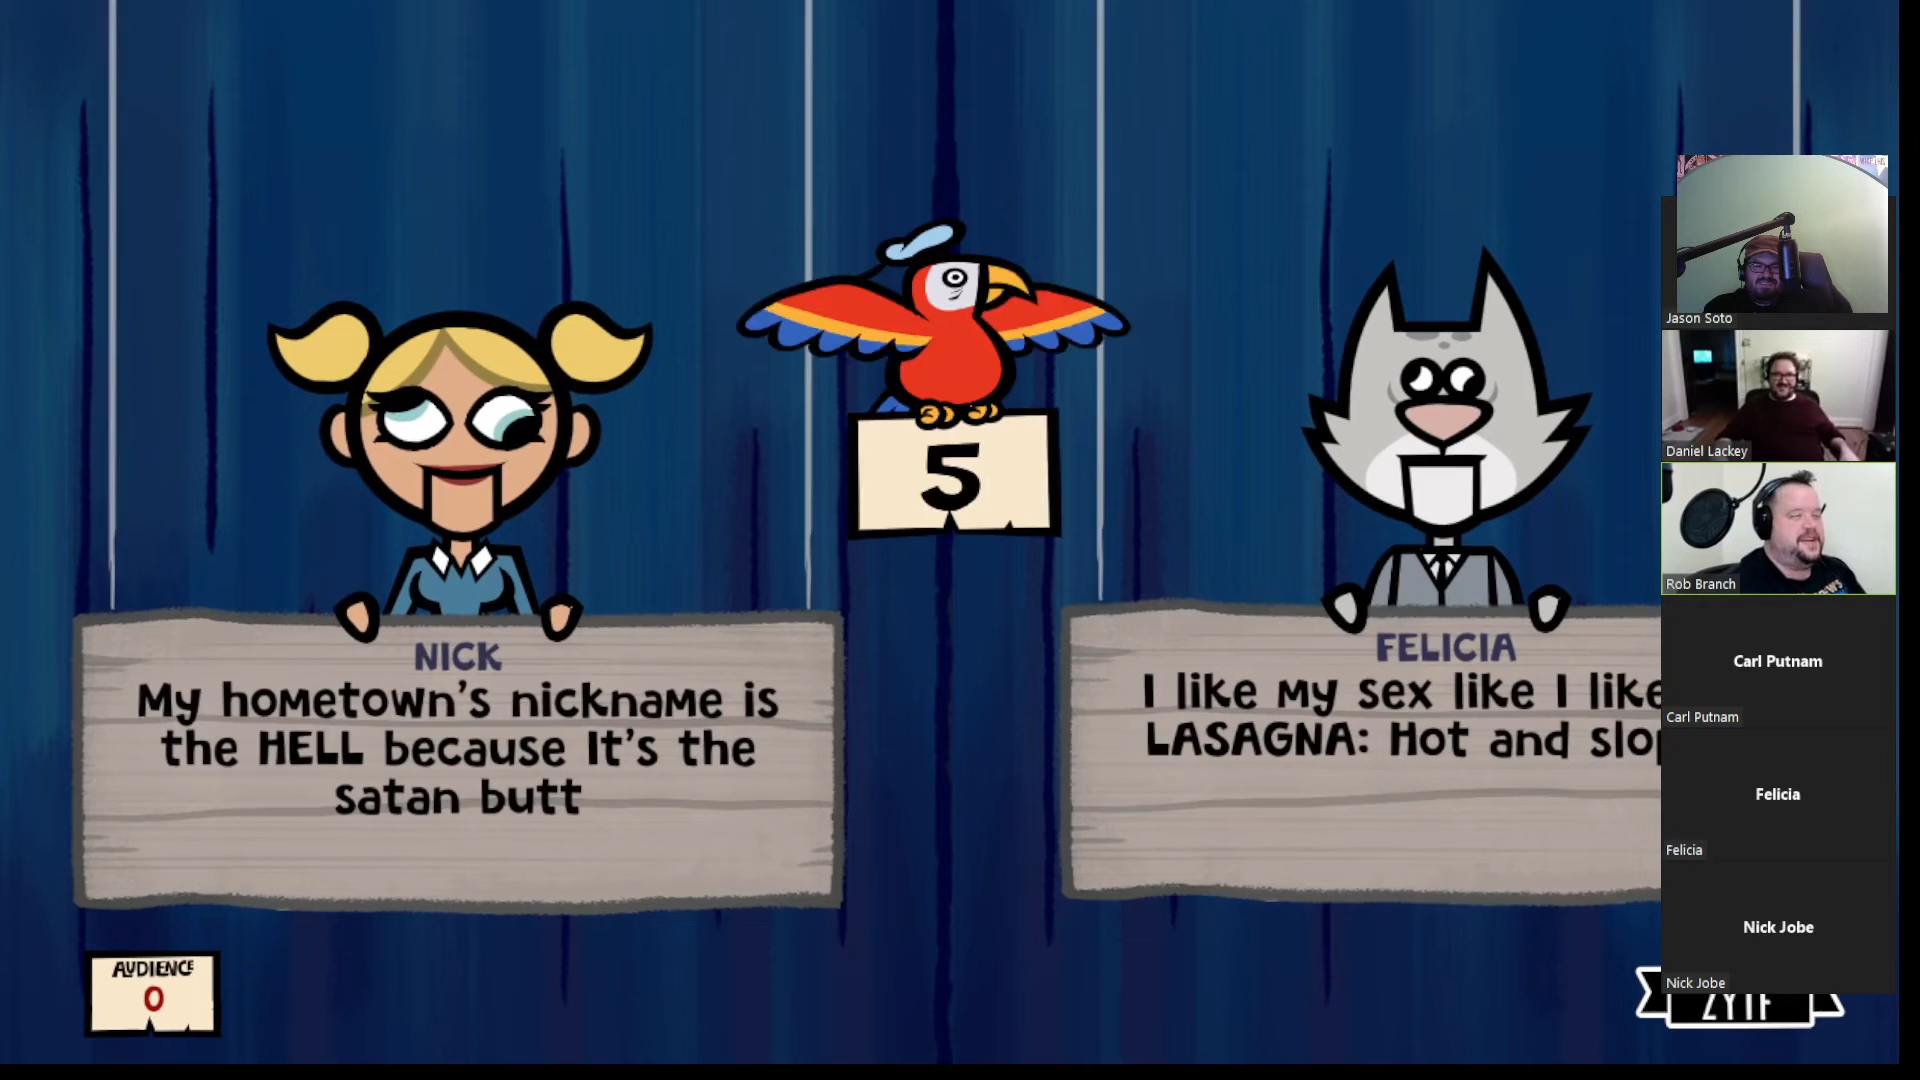 5
NICK
My hometown's nickname is
the HELL because It's the
satan butt
FELICIA
I like my sex like I like
LASAGNA: Hot and
AUDIENCE
0
Jason Soto
Daniel Lackey
Rob Branch
Carl Putnam
Carl Putnam
Felicia
Felicia
Nick Jobe
Nick Jobe